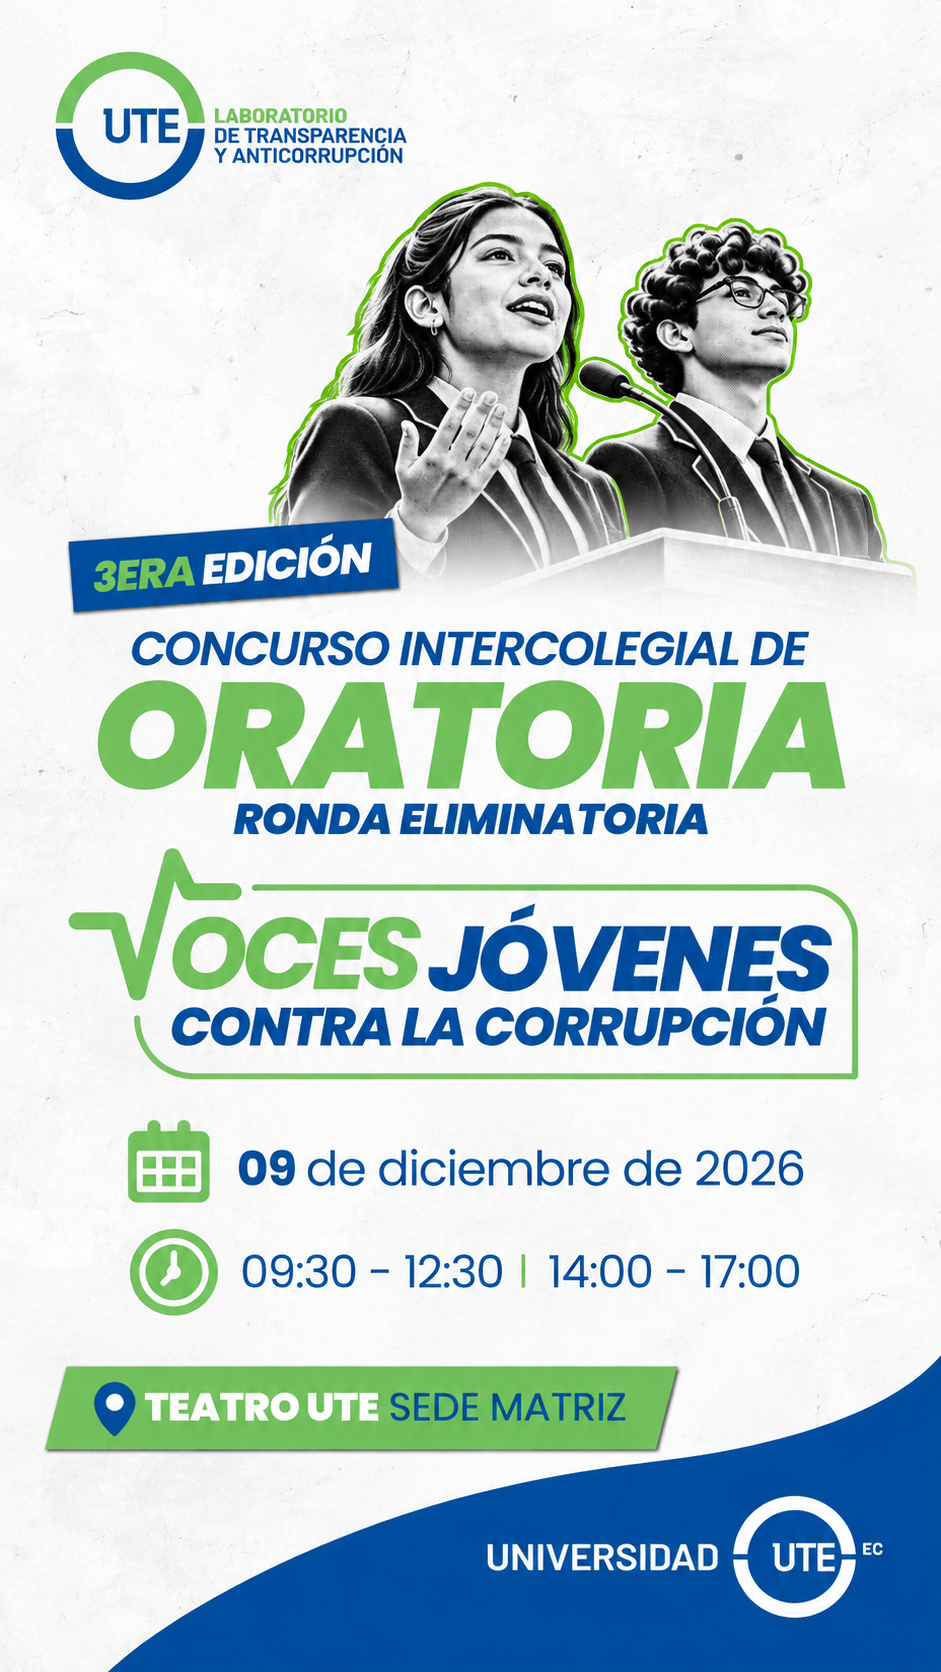 UTE
LABORATORIO
DE TRANSPARENCIA
Y ANTICORRUPCIÓN
3ERA EDICIÓN
CONCURSO INTERCOLEGIAL DE
ORATORIA
RONDA ELIMINATORIA
VOCES JÓVENES
CONTRA LA CORRUPCIÓN
09 de diciembre de 2026
09:30 - 12:30 | 14:00 - 17:00
TEATRO UTE SEDE MATRIZ
UNIVERSIDAD UTE EC